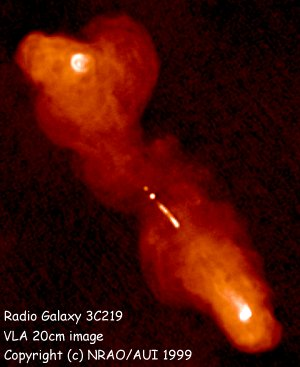 Radio Galaxy 3C219
VLA 20cm image
Copyright (c) NRAO/AUI 1999